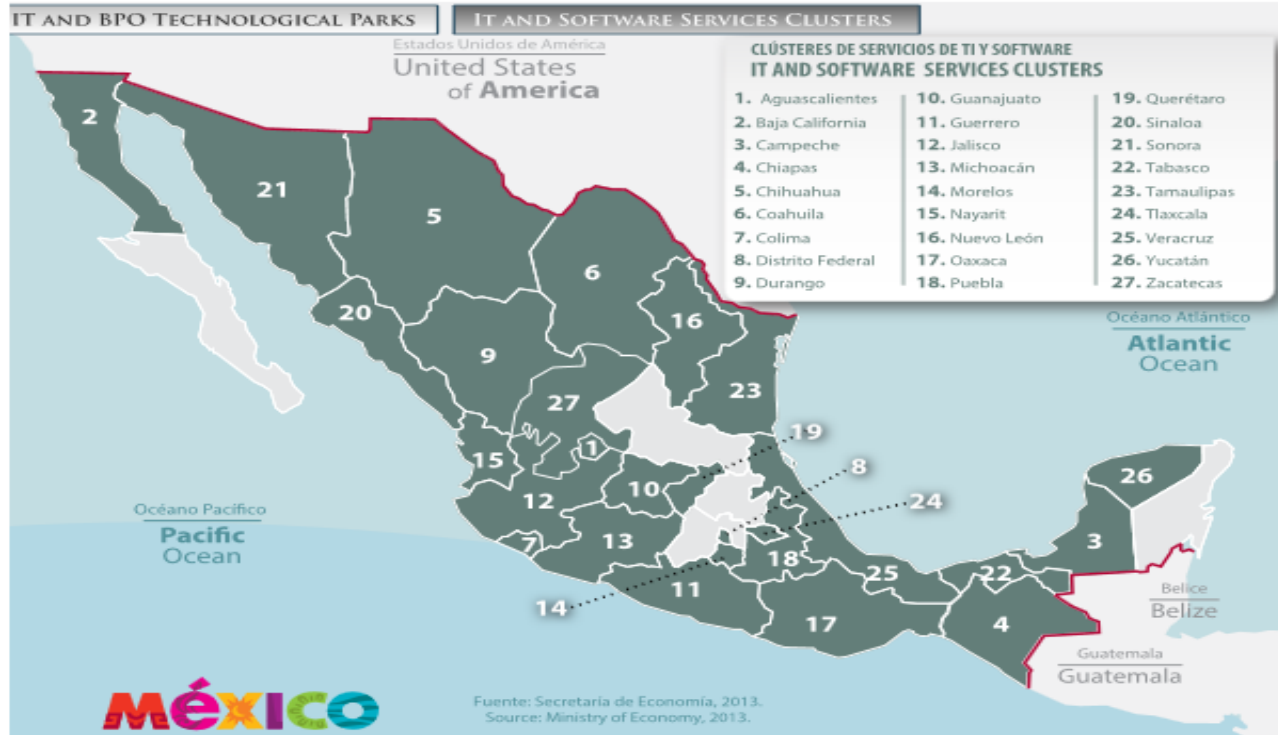 IT AND BPO TECHNOLOGICAL PARKS
IT AND SOFTWARE SERVICES CLUSTERS
Estados Unidos de América
United States
of America
CLÚSTERES DE SERVICIOS DE TI Y SOFTWARE
IT AND SOFTWARE SERVICES CLUSTERS
1. Aguascalientes
2. Baja California
3. Campeche
4. Chiapas
5. Chihuahua
6. Coahuila
7. Colima
8. Distrito Federal
9. Durango
10. Guanajuato
11. Guerrero
12. Jalisco
13. Michoacán
14. Morelos
15. Nayarit
16. Nuevo León
17. Oaxaca
18. Puebla
19. Querétaro
20. Sinaloa
21. Sonora
22. Tabasco
23. Tamaulipas
24. Tlaxcala
25. Veracruz
26. Yucatán
27. Zacatecas
2
21
5
6
20
16
9
23
27
19
1
15
8
10
26
12
24
3
7
13
18
25
22
14
11
17
4
Océano Atlántico
Atlantic
Ocean
Océano Pacífico
Pacific
Ocean
Belice
Belize
Guatemala
Guatemala
MéXICO
Fuente: Secretaría de Economía, 2013.
Source: Ministry of Economy, 2013.